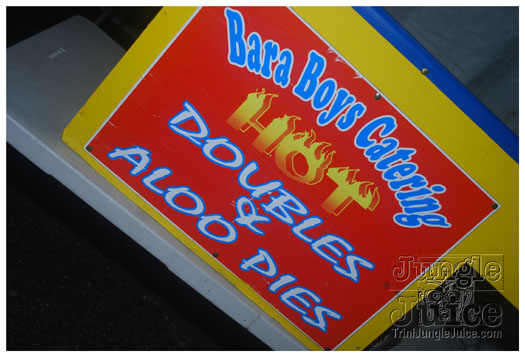 Bara Boys Catering
HOT
DOUBLES
&
ALOO PIES
Jungle
Juice
TriniJungleJuice.com